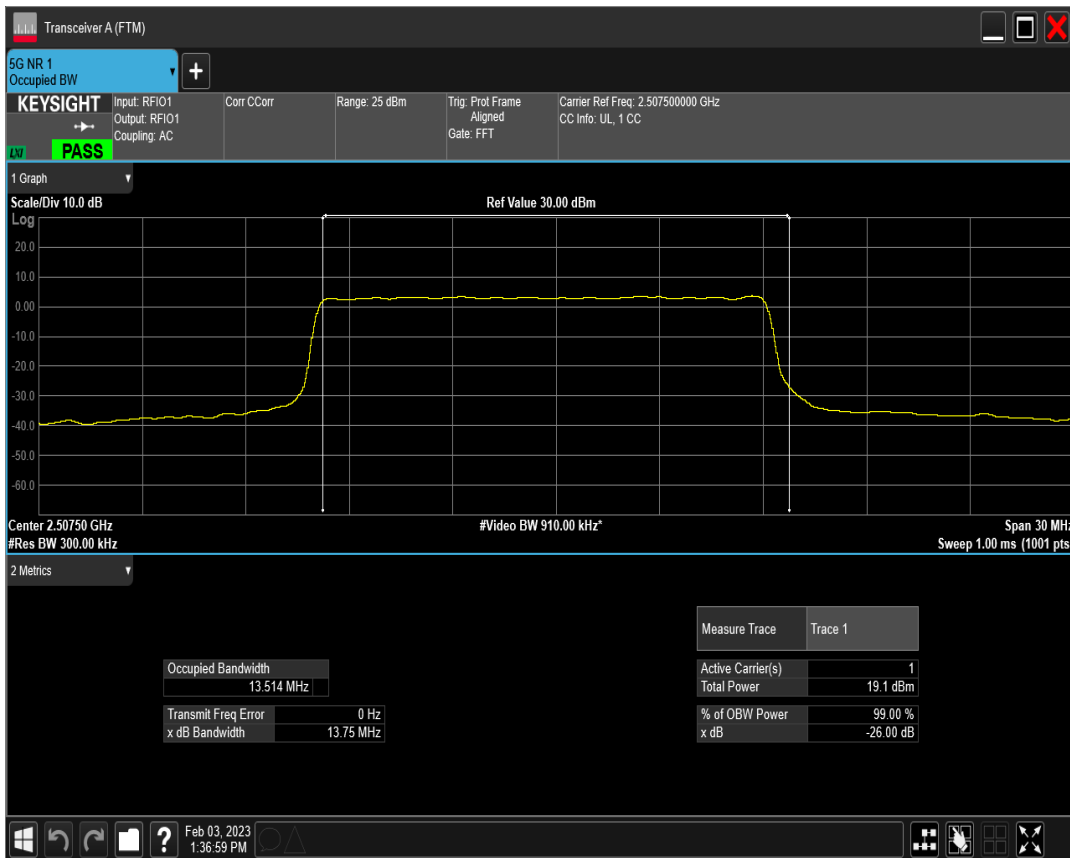 Transceiver A (FTM)
5G NR 1
Occupied BW
+
KEYSIGHT
LXI
PASS
Input: RFIO1
Output: RFIO1
Coupling: AC
Corr CCorr
Range: 25 dBm
Trig: Prot Frame
Aligned
Gate: FFT
Carrier Ref Freq: 2.507500000 GHz
CC Info: UL, 1 CC
1 Graph
Scale/Div 10.0 dB
Ref Value 30.00 dBm
Log
20.0
10.0
0.00
-10.0
-20.0
-30.0
-40.0
-50.0
-60.0
Center 2.50750 GHz
#Video BW 910.00 kHz*
Span 30 MHz
#Res BW 300.00 kHz
Sweep 1.00 ms (1001 pts
2 Metrics
Measure Trace Trace 1
Occupied Bandwidth
13.514 MHz
Active Carrier(s) 1
Total Power 19.1 dBm
Transmit Freq Error 0 Hz
x dB Bandwidth 13.75 MHz
% of OBW Power 99.00 %
x dB -26.00 dB
?
Feb 03, 2023
1:36:59 PM